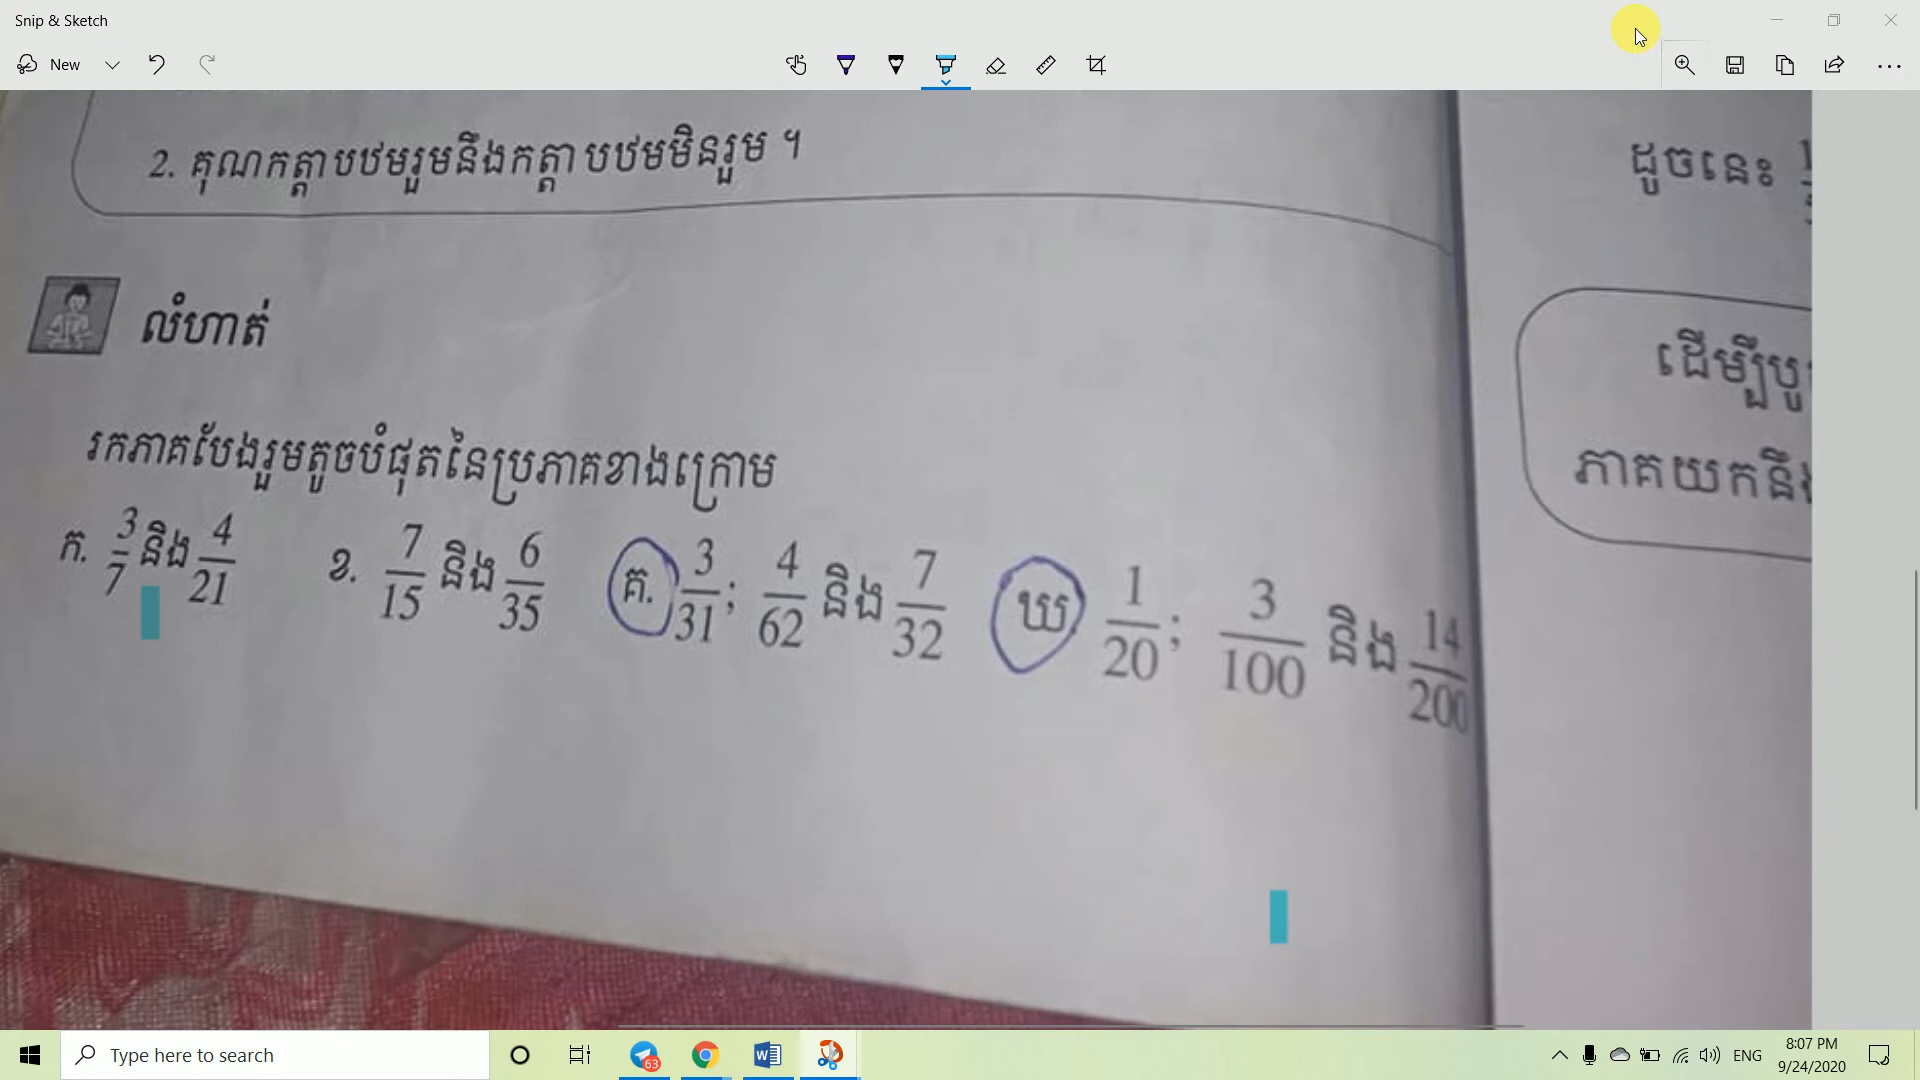 Snip & Sketch
New
2. គុណកត្តាបឋមរួមនឹងកត្តាបឋមមិនរួម ។
លំហាត់
រកភាគបែងរួមតូចបំផុតនៃប្រភាគខាងក្រោម
ក. 3/7 និង 4/21 ខ. 7/15 និង 6/35 គ. 3/31 ; 4/62 និង 7/32 ឃ. 1/20 ; 3/100 និង 14/200
ដូចនេះ
ដើម្បីបូ
ភាគយកនឹង
Type here to search
63
ENG
8:07 PM
9/24/2020